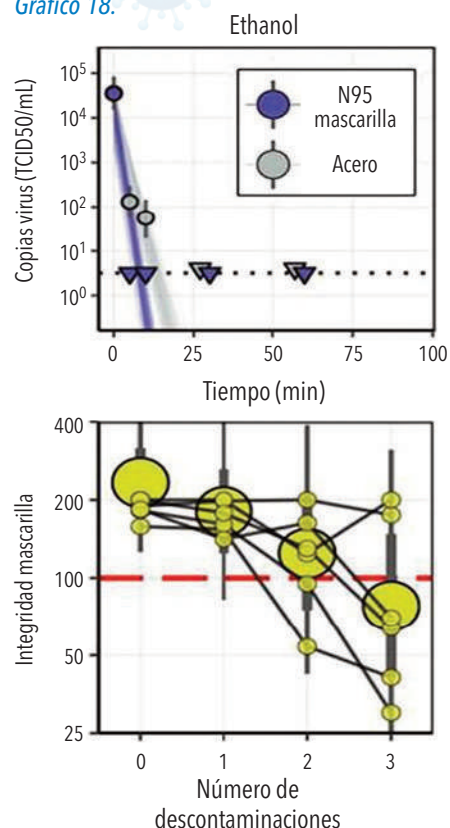 Gráfico 18.
Ethanol
Copias virus (TCID50/mL)
10⁵
10⁴
10³
10²
10¹
10⁰
N95
mascarilla
Acero
0
25
50
75
100
Tiempo (min)
Integridad mascarilla
400
200
100
50
25
0
1
2
3
Número de
descontaminaciones